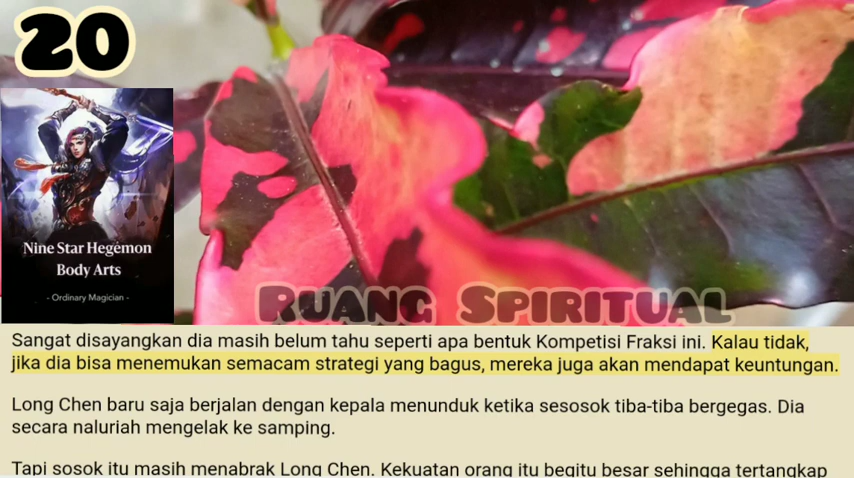 20
Nine Star Hegemon
Body Arts
- Ordinary Magician -
RUANG SPIRITUAL
Sangat disayangkan dia masih belum tahu seperti apa bentuk Kompetisi Fraksi ini. Kalau tidak,
jika dia bisa menemukan semacam strategi yang bagus, mereka juga akan mendapat keuntungan.
Long Chen baru saja berjalan dengan kepala menunduk ketika sesosok tiba-tiba bergegas. Dia
secara naluriah mengelak ke samping.
Tapi sosok itu masih menabrak Long Chen. Kekuatan orang itu begitu besar sehingga tertangkap